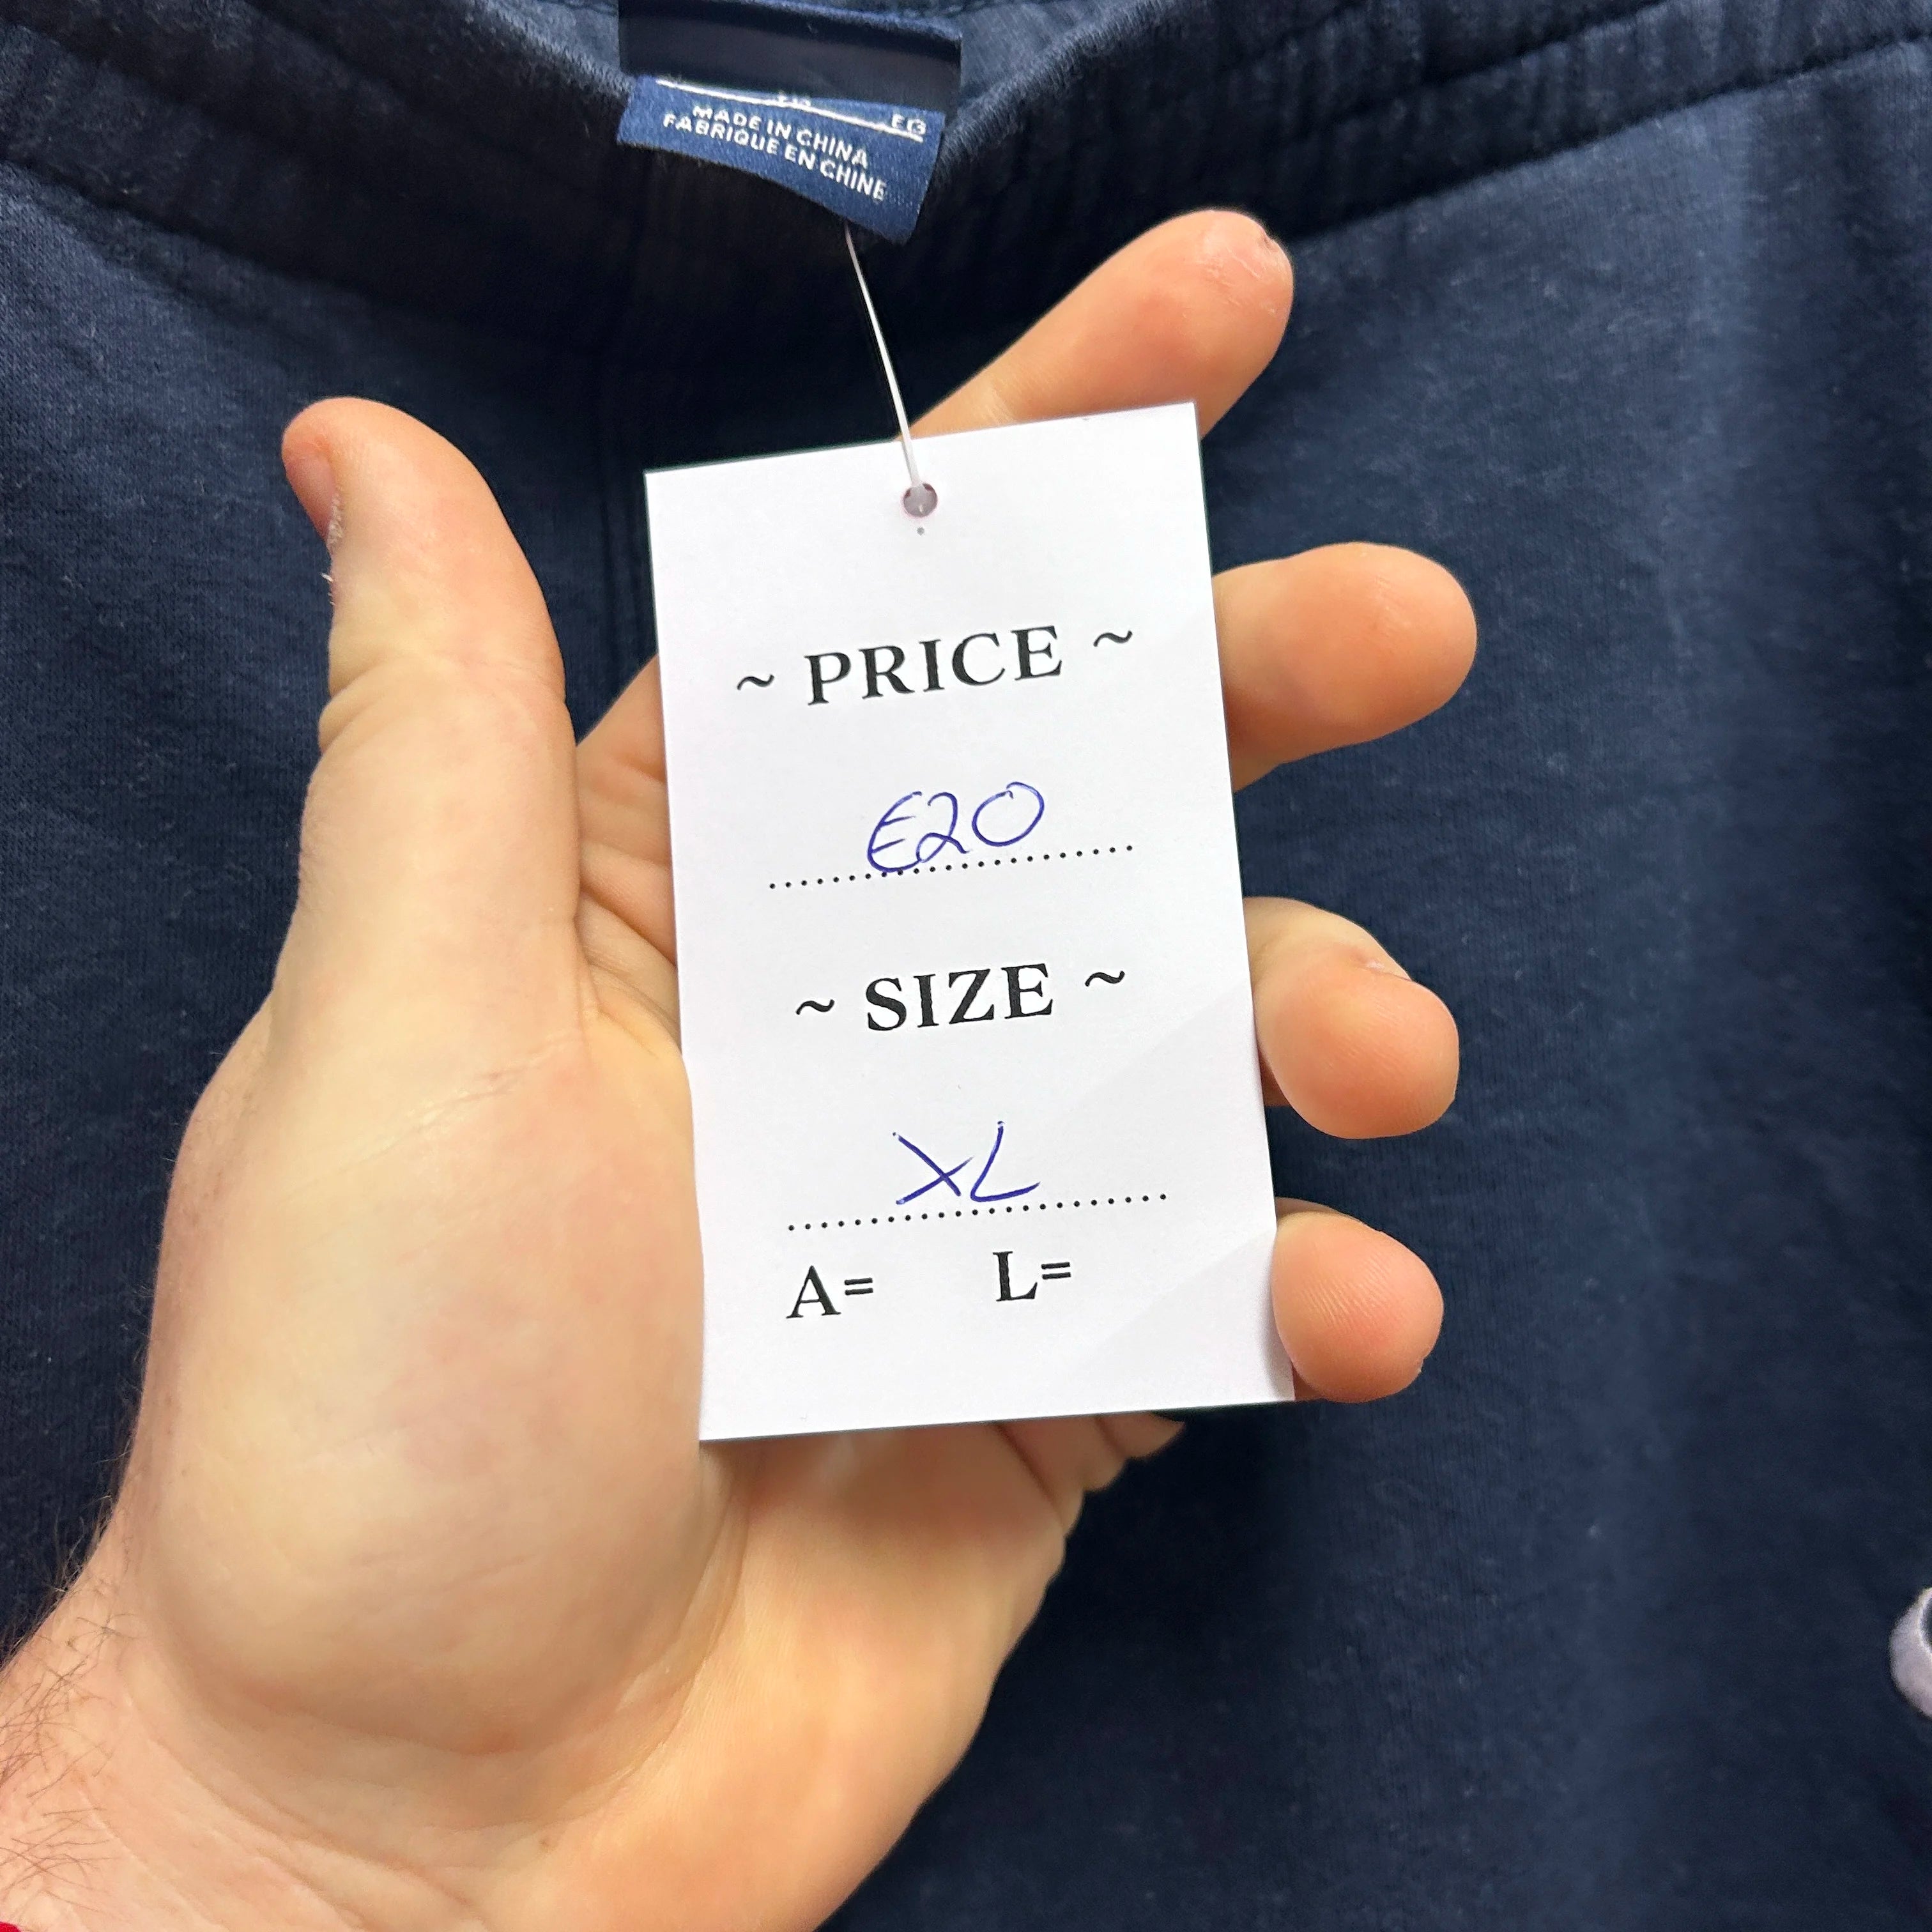 MADE IN CHINA
FABRIQUE EN CHINE
~ PRICE ~
€20
~ SIZE ~
XL
A= L=